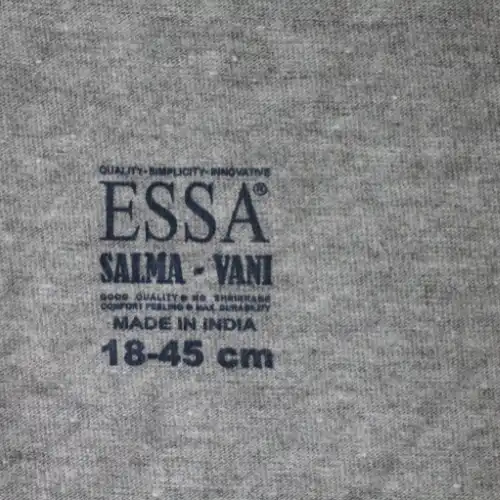 QUALITY-SIMPLICITY-INNOVATIVE
ESSA®
SALMA - VANI
GOOD QUALITY ● NO SHRINKAGE
COMFORT FEELING ● MAX. DURABILITY
MADE IN INDIA
18-45 cm